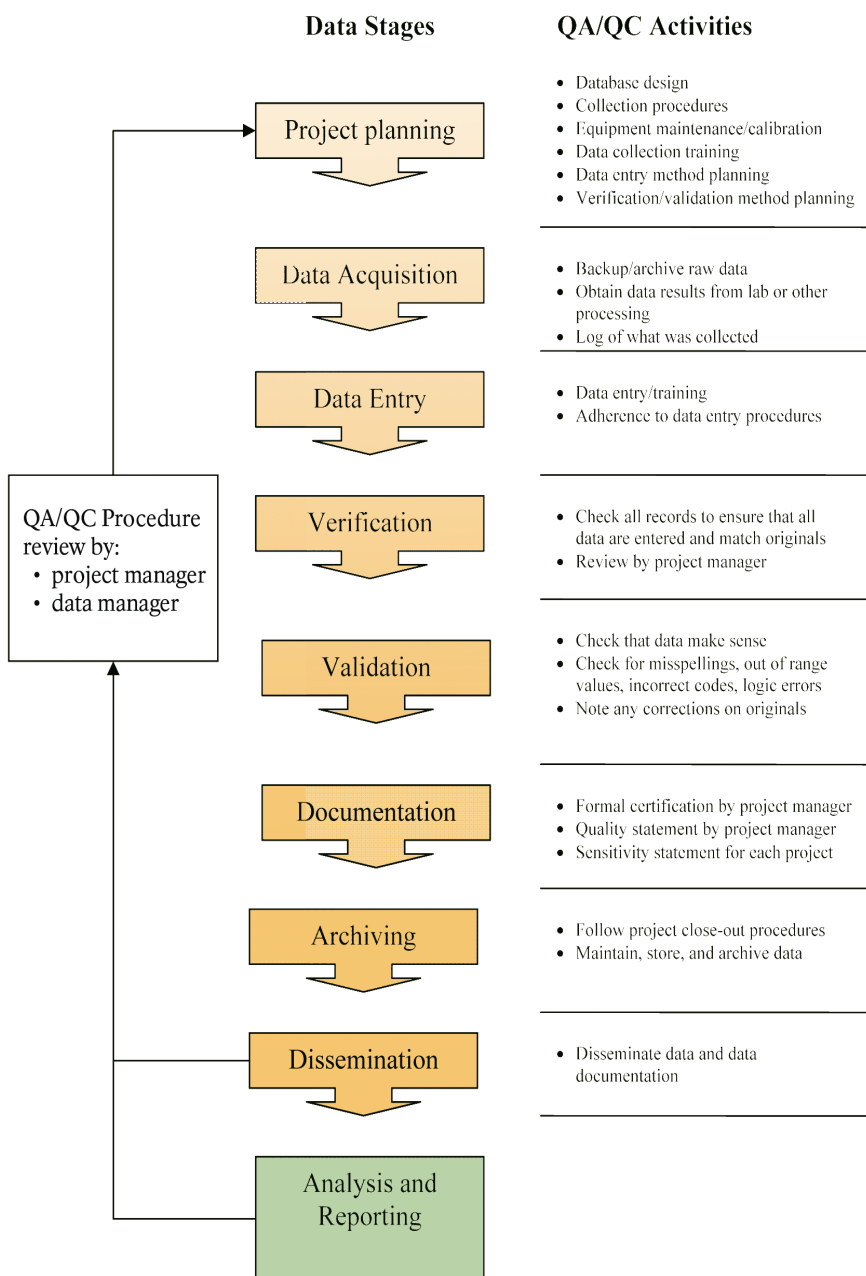 Data Stages
QA/QC Activities
Project planning
• Database design
• Collection procedures
• Equipment maintenance/calibration
• Data collection training
• Data entry method planning
• Verification/validation method planning
Data Acquisition
• Backup/archive raw data
• Obtain data results from lab or other
processing
• Log of what was collected
Data Entry
• Data entry/training
• Adherence to data entry procedures
QA/QC Procedure
review by:
• project manager
• data manager
Verification
• Check all records to ensure that all
data are entered and match originals
• Review by project manager
Validation
• Check that data make sense
• Check for misspellings, out of range
values, incorrect codes, logic errors
• Note any corrections on originals
Documentation
• Formal certification by project manager
• Quality statement by project manager
• Sensitivity statement for each project
Archiving
• Follow project close-out procedures
• Maintain, store, and archive data
Dissemination
• Disseminate data and data
documentation
Analysis and
Reporting